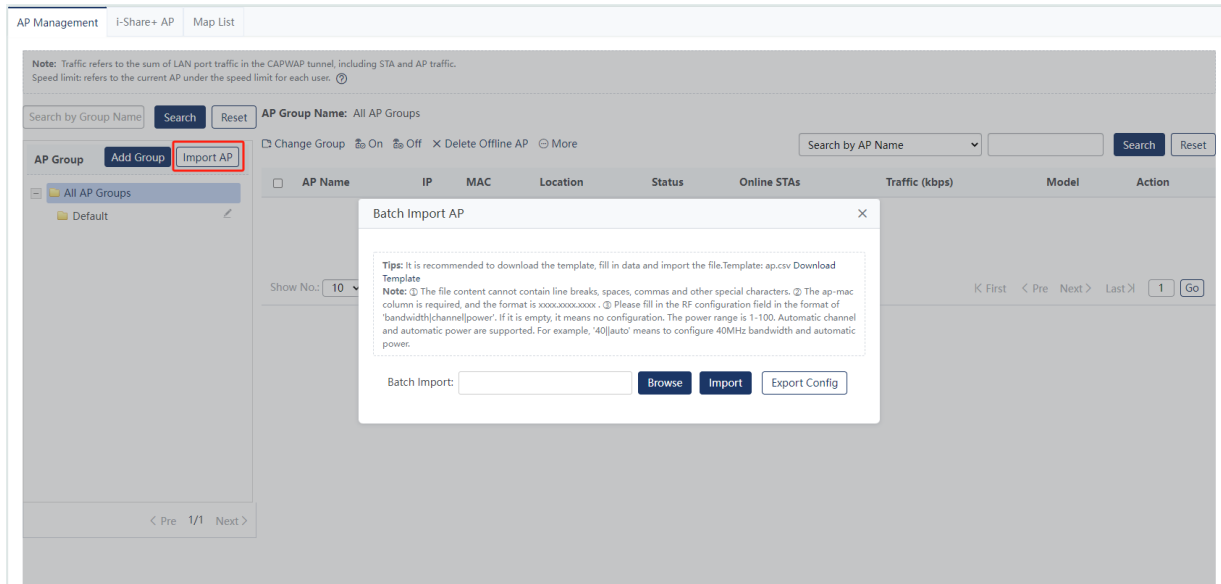 AP Management i-Share+ AP Map List
Note: Traffic refers to the sum of LAN port traffic in the CAPWAP tunnel, including STA and AP traffic.
Speed limit: refers to the current AP under the speed limit for each user. ?
Search by Group Name Search Reset AP Group Name: All AP Groups
Change Group On Off Delete Offline AP More Search by AP Name Search Reset
AP Group Add Group Import AP
AP Name IP MAC Location Status Online STAs Traffic (kbps) Model Action
All AP Groups
Default
Batch Import AP
Tips: It is recommended to download the template, fill in data and import the file.Template: ap.csv Download
Template
Note: ① The file content cannot contain line breaks, spaces, commas and other special characters. ② The ap-mac
column is required, and the format is xxxx.xxxx.xxxx . ③ Please fill in the RF configuration field in the format of
'bandwidth|channel|power'. If it is empty, it means no configuration. The power range is 1-100. Automatic channel
and automatic power are supported. For example, '40||auto' means to configure 40MHz bandwidth and automatic
power.
Show No.: 10 First Pre Next Last 1 Go
Batch Import: Browse Import Export Config
Pre 1/1 Next